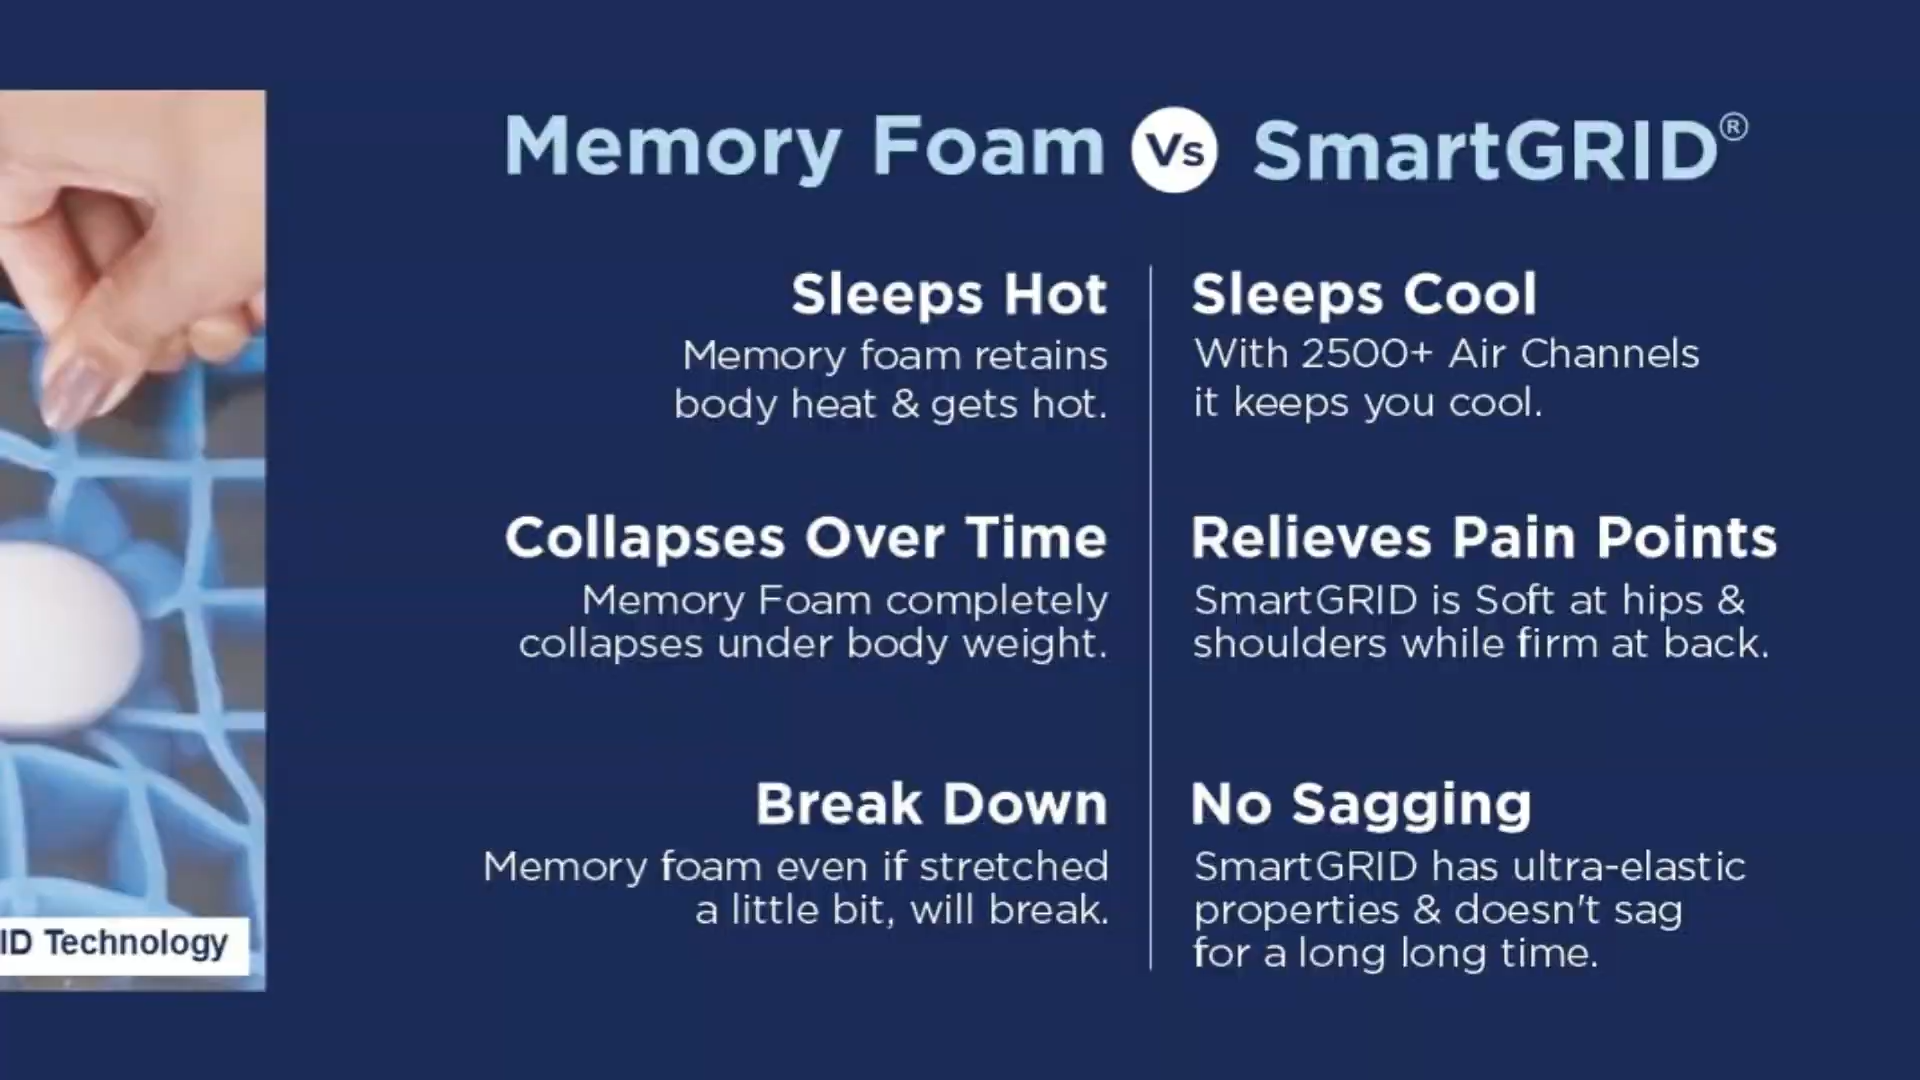 Memory Foam Vs SmartGRID®
Sleeps Hot
Memory foam retains
body heat & gets hot.
Sleeps Cool
With 2500+ Air Channels
it keeps you cool.
Collapses Over Time
Memory Foam completely
collapses under body weight.
Relieves Pain Points
SmartGRID is Soft at hips &
shoulders while firm at back.
Break Down
Memory foam even if stretched
a little bit, will break.
No Sagging
SmartGRID has ultra-elastic
properties & doesn't sag
for a long long time.
ID Technology